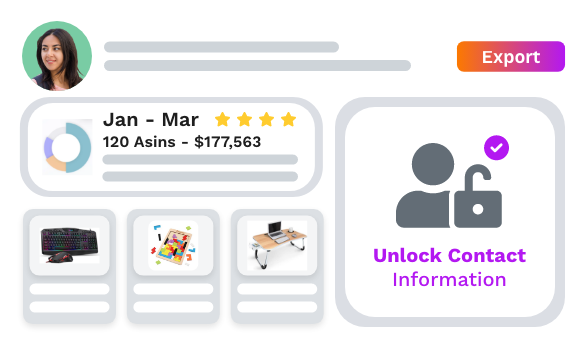 Export
Jan - Mar
120 Asins - $177,563
Unlock Contact
Information